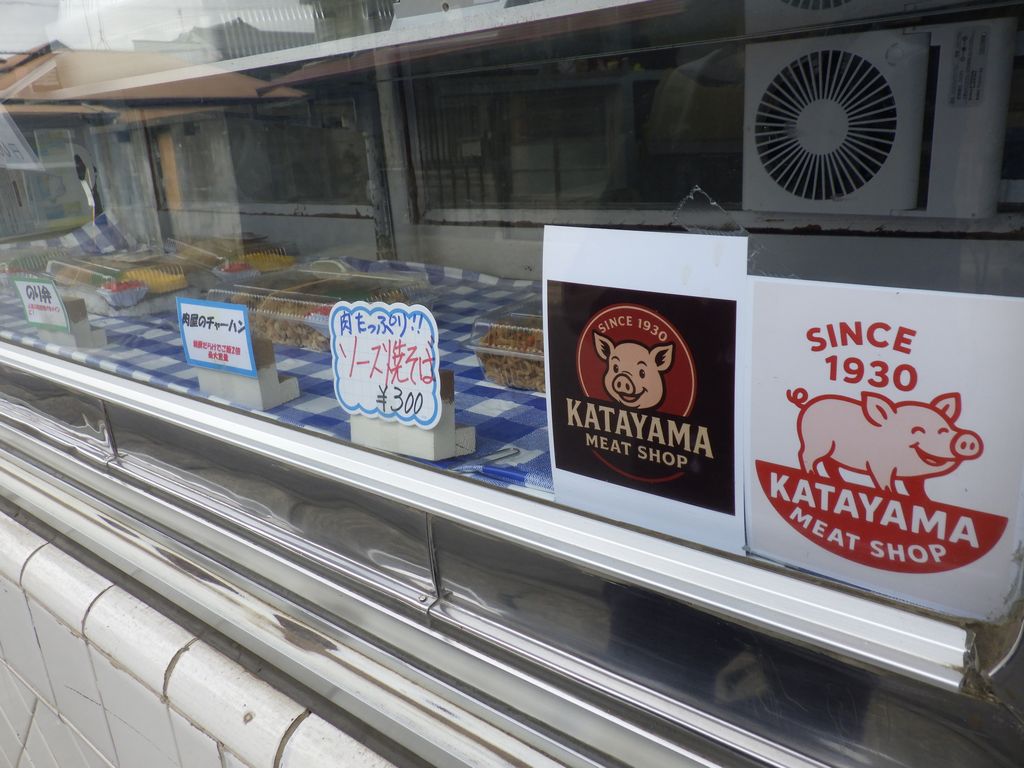 のり弁
肉屋のチャーハン
肉たっぷり!!
ソース焼そば
¥300
SINCE 1930
KATAYAMA
MEAT SHOP
SINCE
1930
KATAYAMA
MEAT SHOP